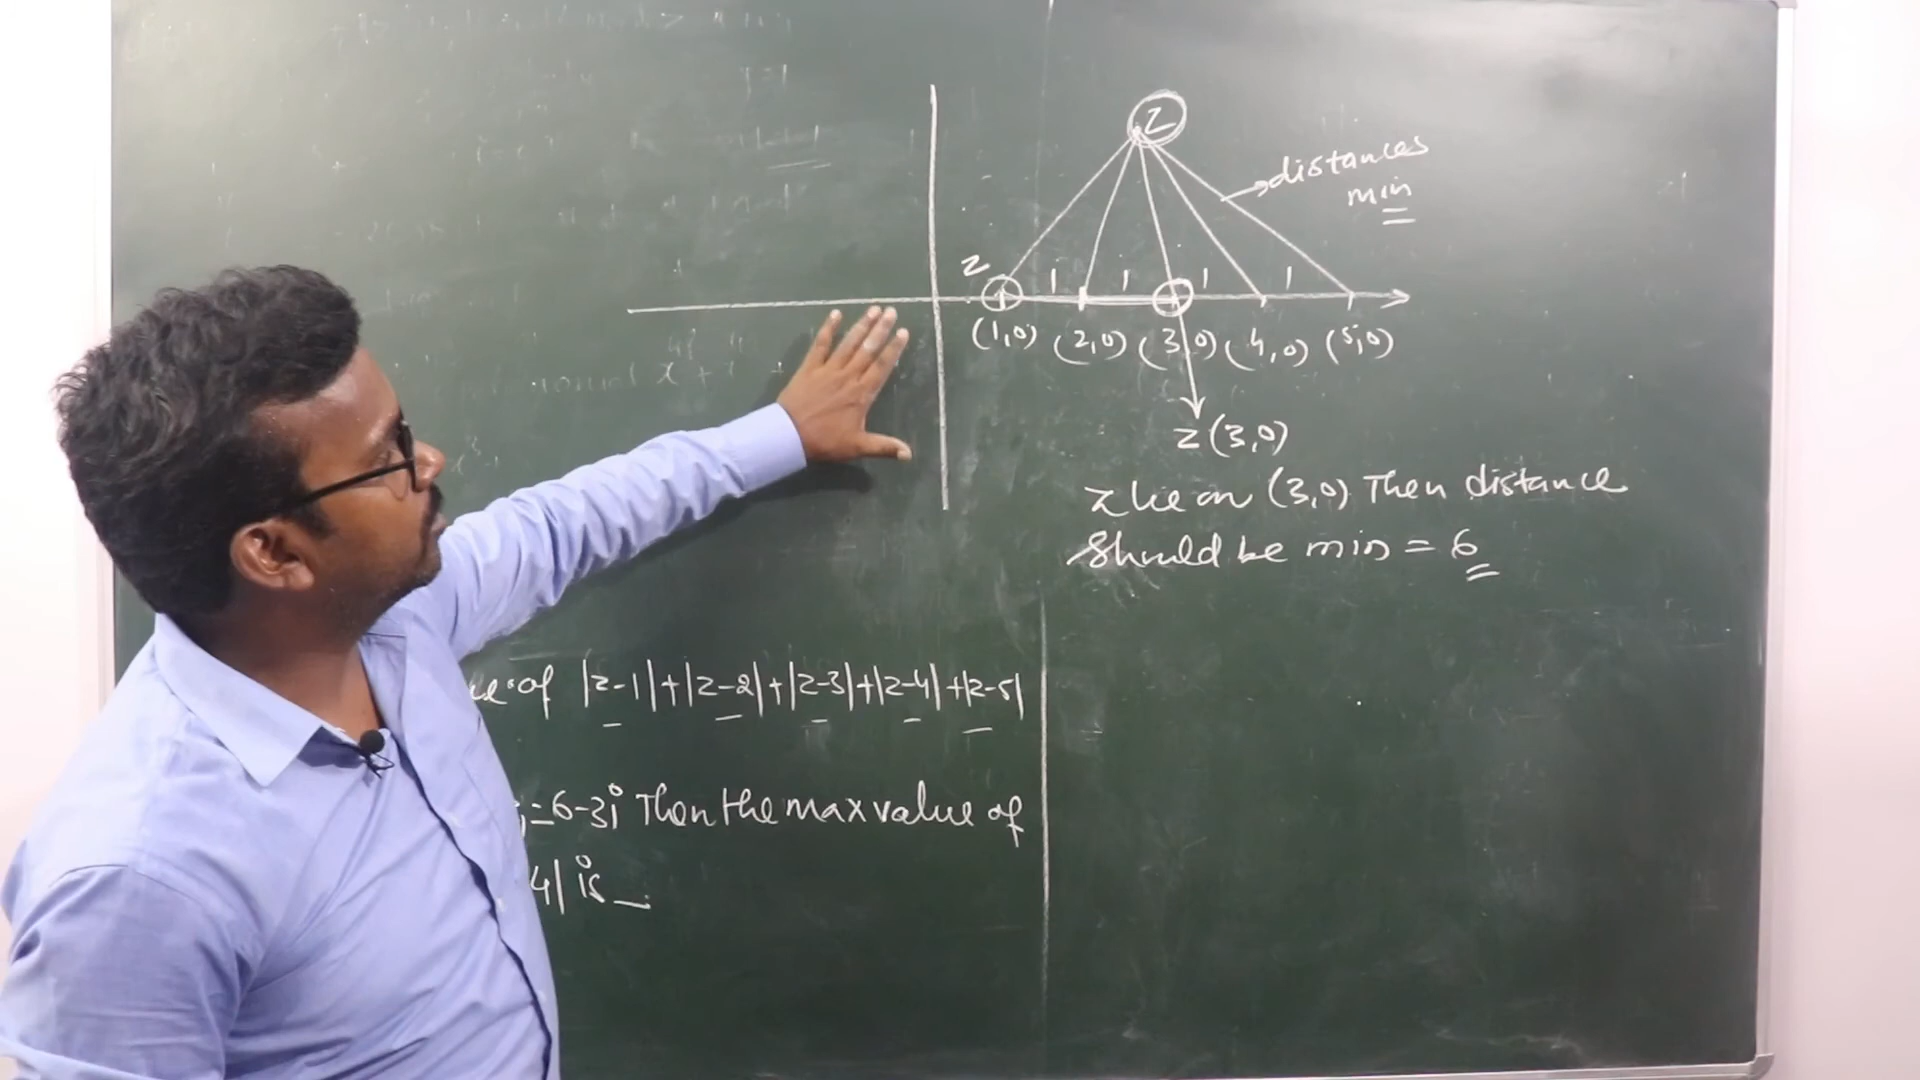 Z
distances
min
Z
1 1 1 1
(1,0) (2,0) (3,0) (4,0) (5,0)
z (3,0)
z lie on (3,0) Then distance
Should be min = 6
of |z-1|+|z-2|+|z-3|+|z-4|+|z-5|
=6-3i Then the max value of
4| is _